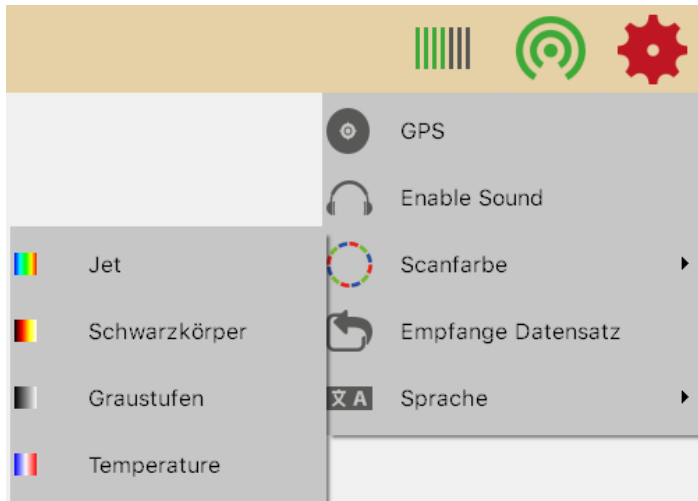 GPS
Enable Sound
Scanfarbe
Empfange Datensatz
文A Sprache
Jet
Schwarzkörper
Graustufen
Temperature